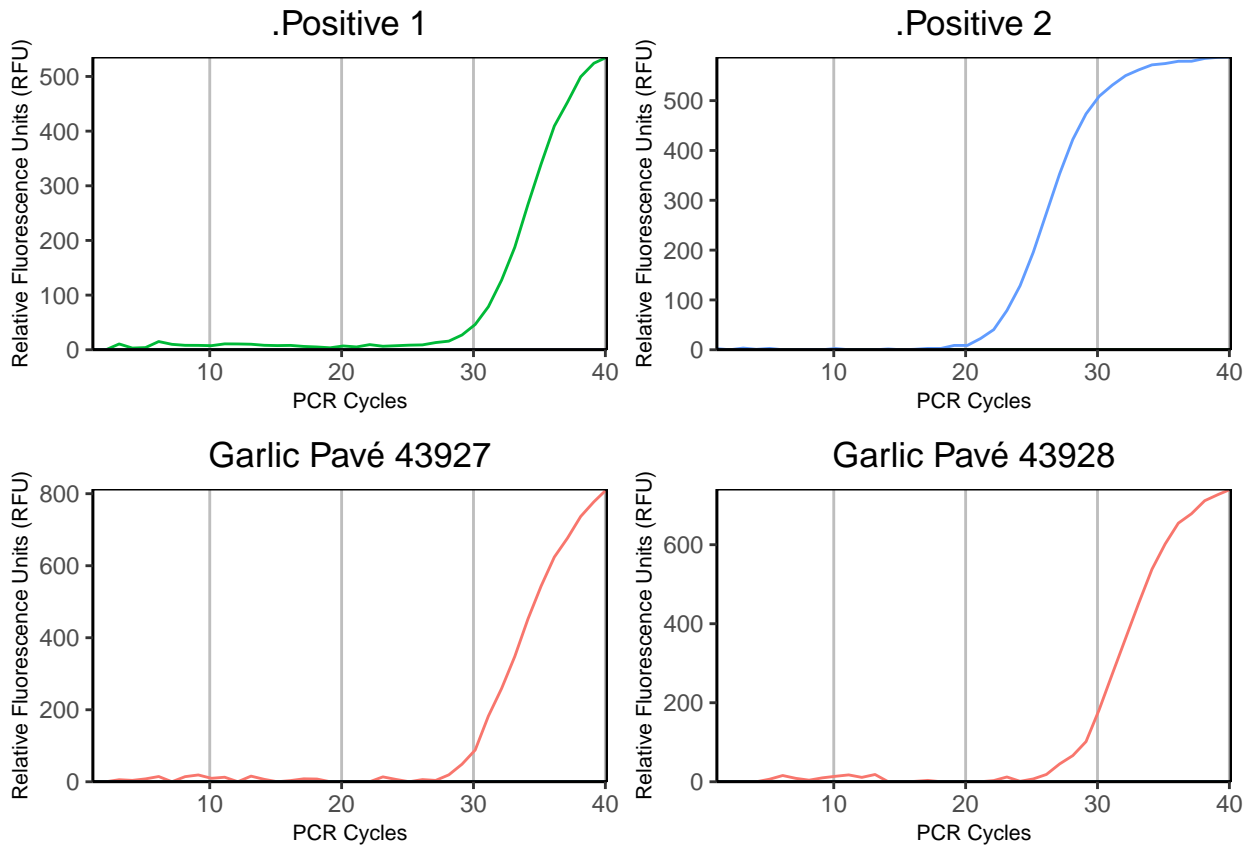 .Positive 1
Relative Fluorescence Units (RFU)
500
400
300
200
100
0
10 20 30 40
PCR Cycles
.Positive 2
Relative Fluorescence Units (RFU)
500
400
300
200
100
0
10 20 30 40
PCR Cycles
Garlic Pavé 43927
Relative Fluorescence Units (RFU)
800
600
400
200
0
10 20 30 40
PCR Cycles
Garlic Pavé 43928
Relative Fluorescence Units (RFU)
600
400
200
0
10 20 30 40
PCR Cycles